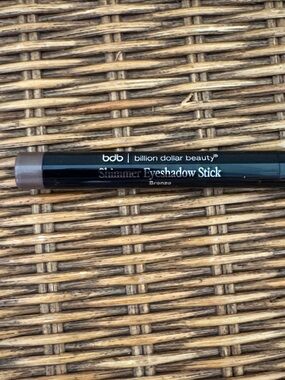 bdb | billion dollar beauty®
Shimmer Eyeshadow Stick
Bronze